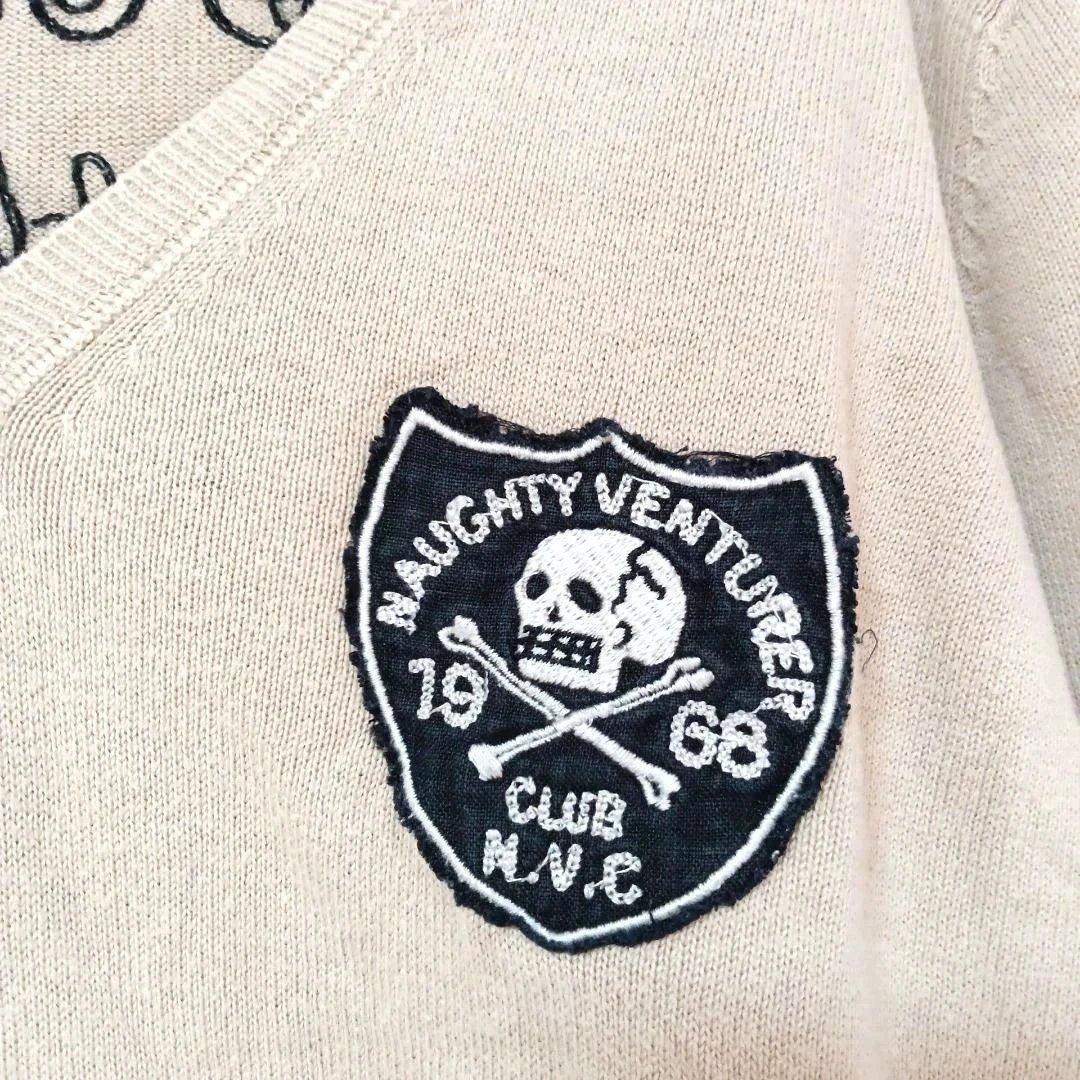 NAUGHTY VENTURER
19 68
CLUB
N.V.C